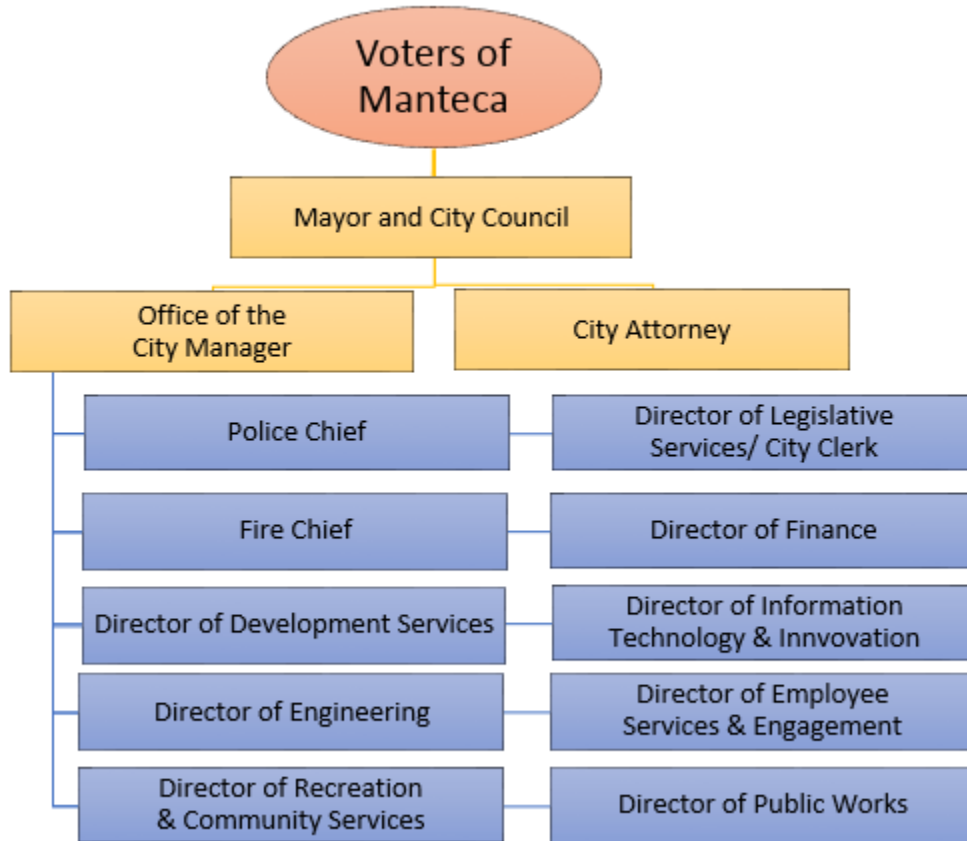 Voters of
Manteca
Mayor and City Council
Office of the
City Manager
City Attorney
Police Chief
Director of Legislative
Services/ City Clerk
Fire Chief
Director of Finance
Director of Development Services
Director of Information
Technology & Innvovation
Director of Engineering
Director of Employee
Services & Engagement
Director of Recreation
& Community Services
Director of Public Works